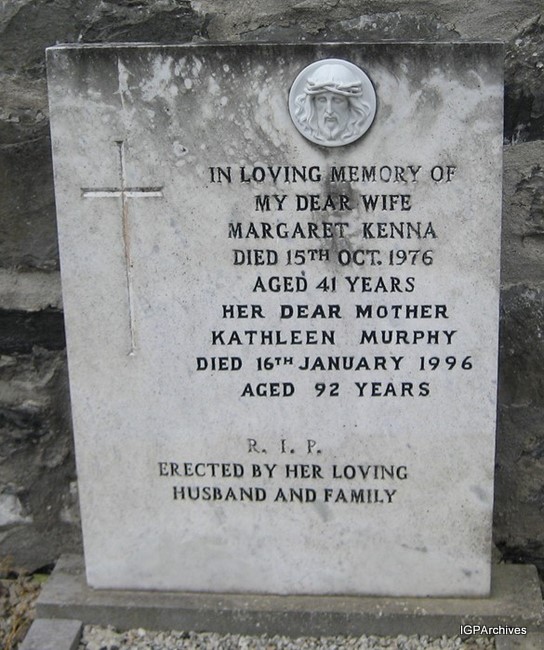 IN LOVING MEMORY OF
MY DEAR WIFE
MARGARET KENNA
DIED 15TH OCT. 1976
AGED 41 YEARS
HER DEAR MOTHER
KATHLEEN MURPHY
DIED 16TH JANUARY 1996
AGED 92 YEARS
R. I. P.
ERECTED BY HER LOVING
HUSBAND AND FAMILY
IGPArchives